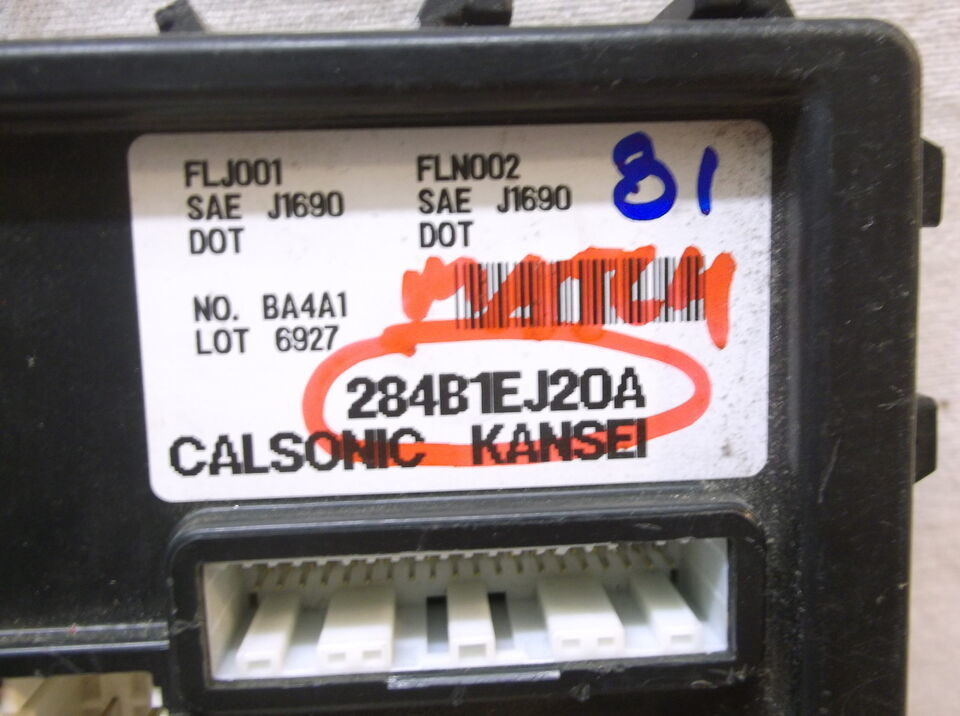 FLJ001 FLN002 81
SAE J1690 SAE J1690
DOT DOT
NO. BA4A1 MATCH
LOT 6927
284B1EJ20A
CALSONIC KANSEI